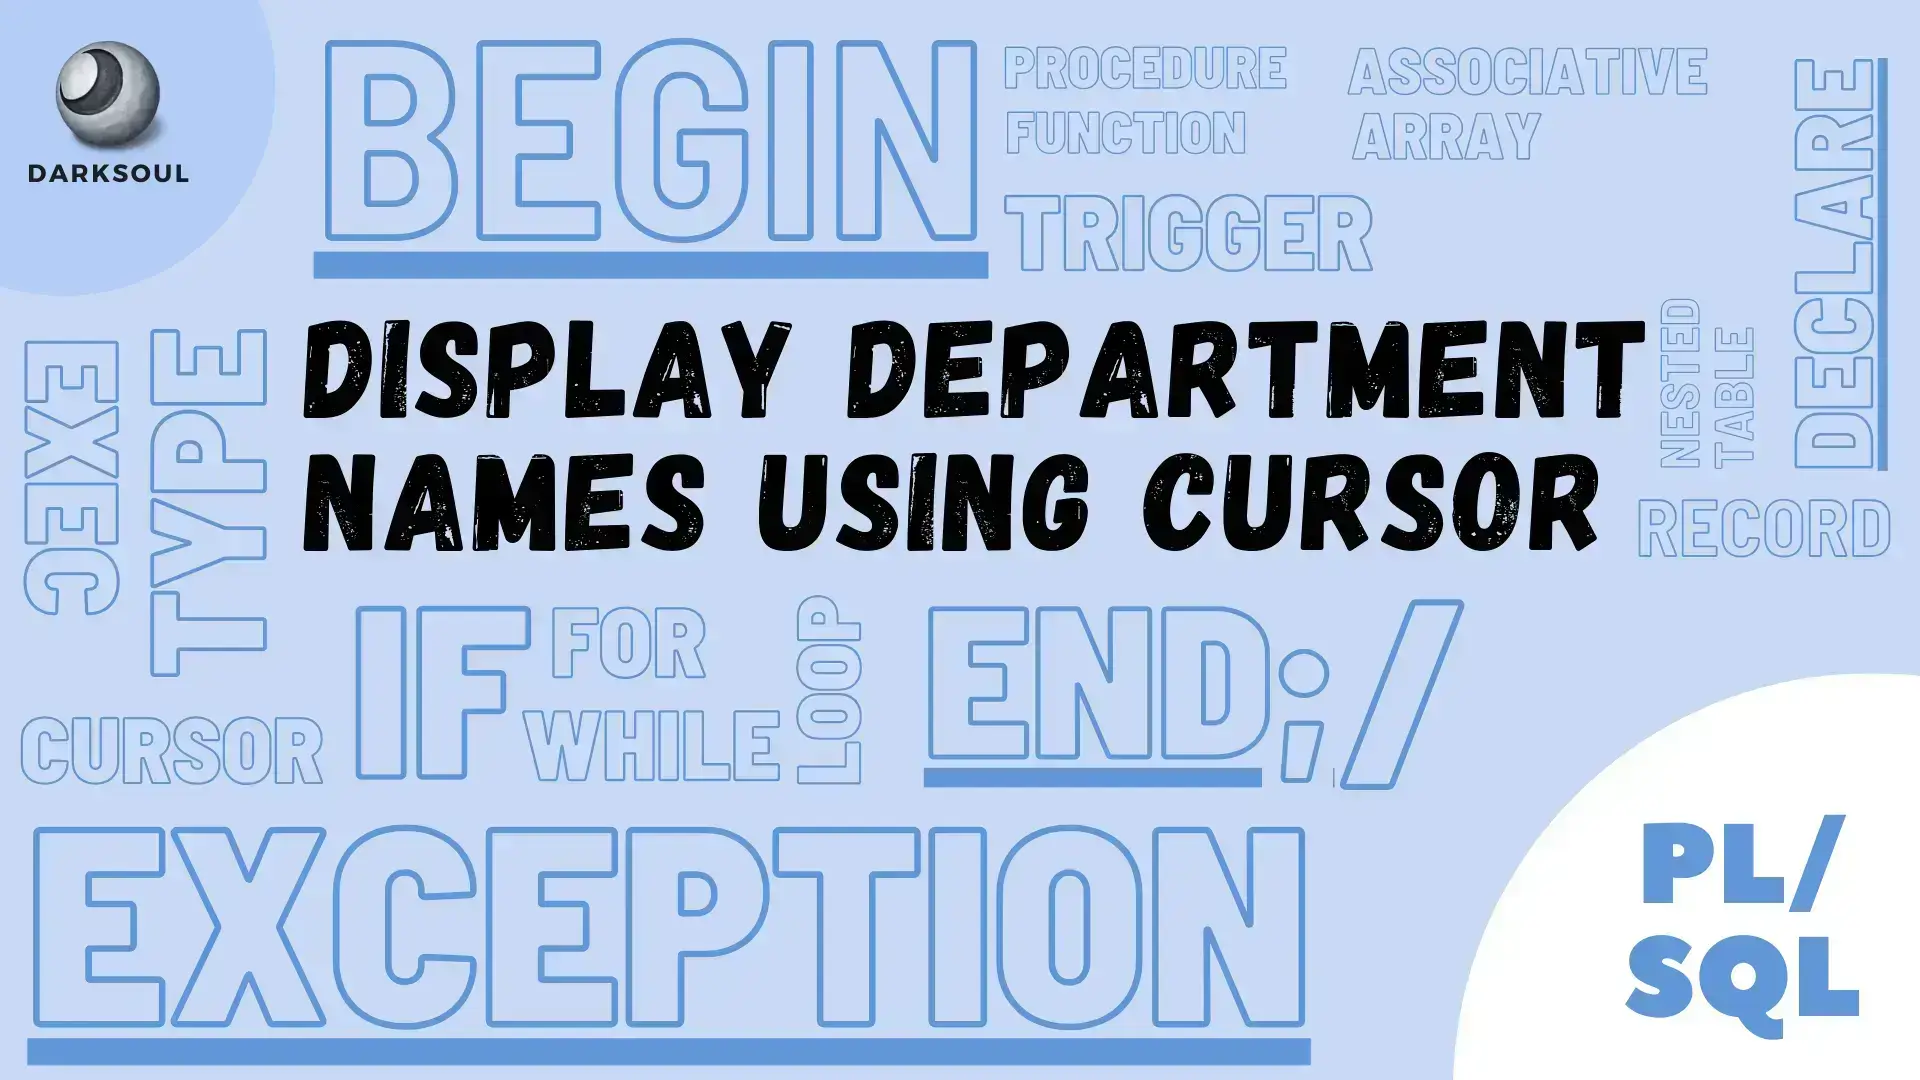 DARKSOUL
BEGIN
PROCEDURE
FUNCTION
TRIGGER
ASSOCIATIVE
ARRAY
DECLARE
NESTED
TABLE
RECORD
EXEC
TYPE
DISPLAY DEPARTMENT
NAMES USING CURSOR
CURSOR
IF
FOR
WHILE
LOOP
END;/
EXCEPTION
PL/
SQL